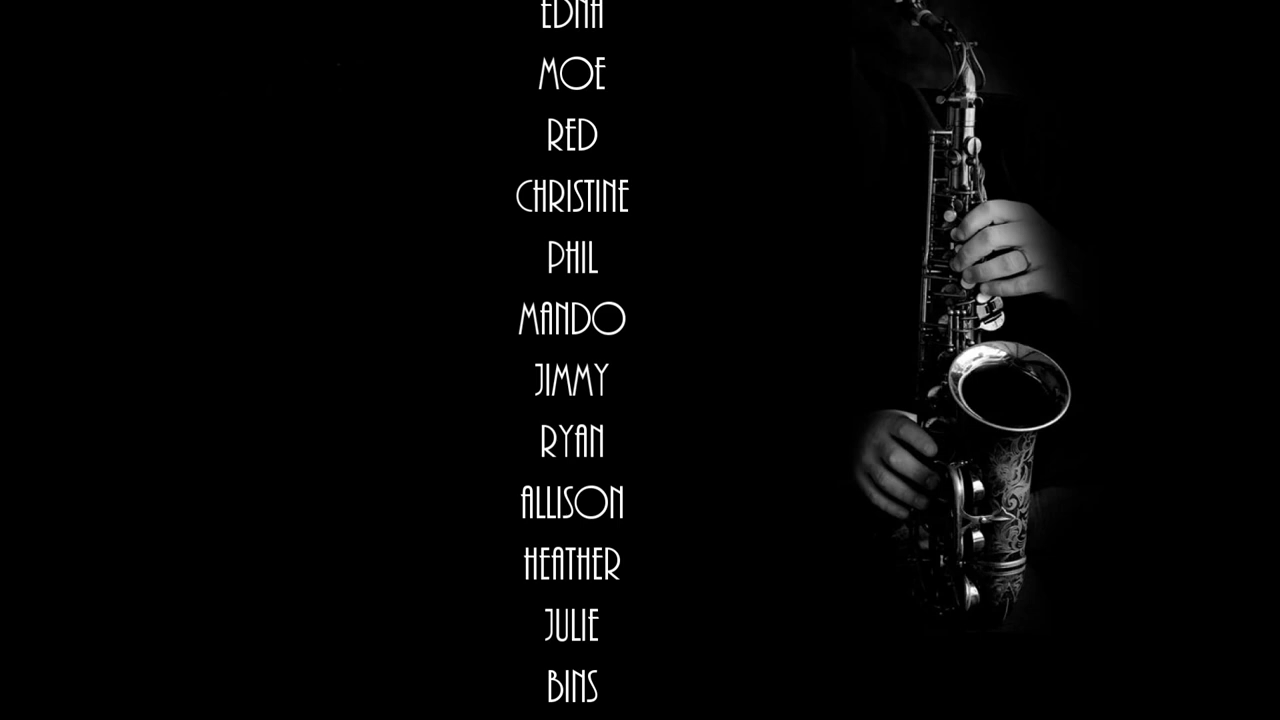 EDNA
MOE
RED
CHRISTINE
PHIL
MANDO
JIMMY
RYAN
ALLISON
HEATHER
JULIE
BINS